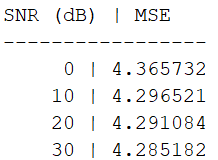 SNR (dB) | MSE
-----------------
0 | 4.365732
10 | 4.296521
20 | 4.291084
30 | 4.285182